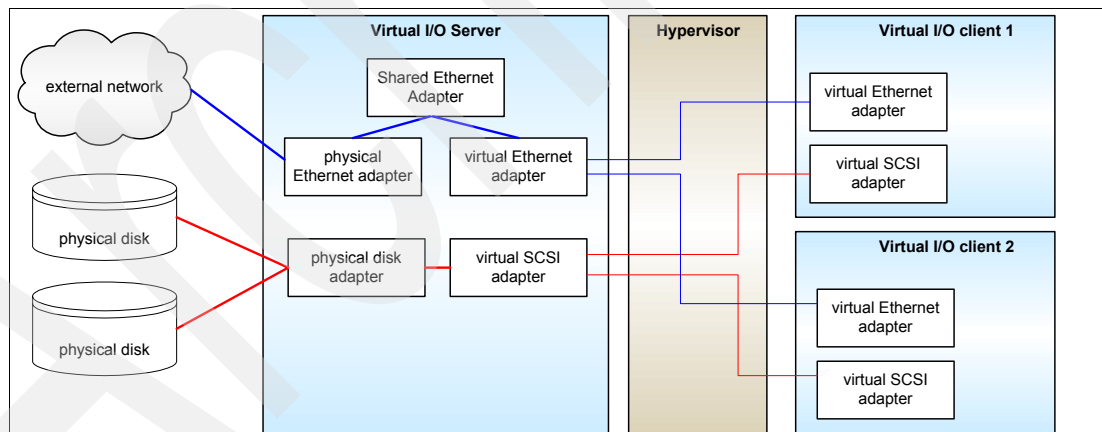 Virtual I/O Server
Hypervisor
Virtual I/O client 1
external network
Shared Ethernet
Adapter
physical
Ethernet adapter
virtual Ethernet
adapter
virtual Ethernet
adapter
virtual SCSI
adapter
physical disk
physical disk
adapter
virtual SCSI
adapter
physical disk
Virtual I/O client 2
virtual Ethernet
adapter
virtual SCSI
adapter